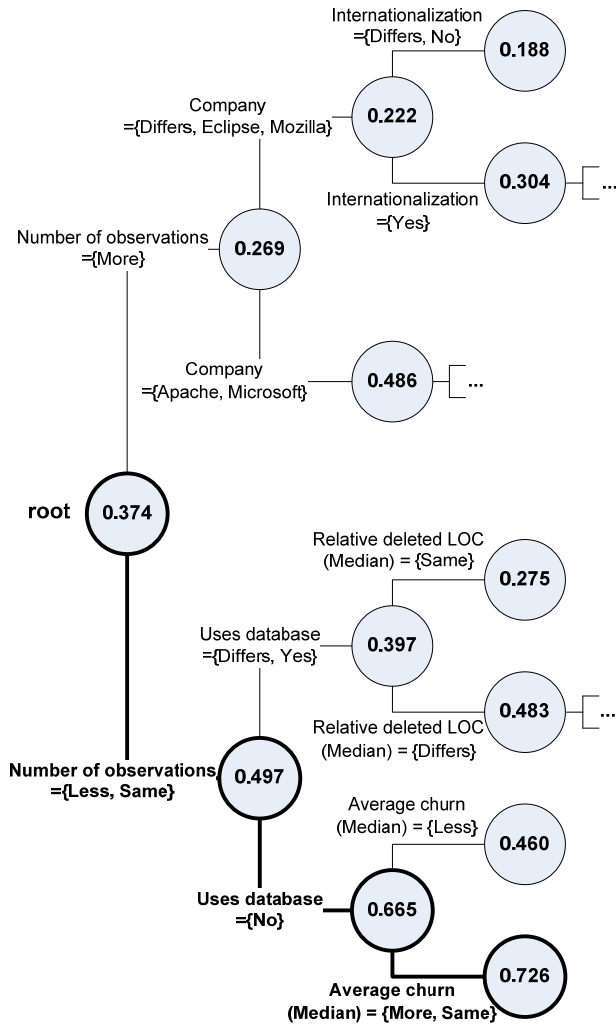 Internationalization
={Differs, No}
0.188
Company
={Differs, Eclipse, Mozilla}
0.222
Internationalization
={Yes}
0.304
...
Number of observations
={More}
0.269
Company
={Apache, Microsoft}
0.486
...
root
0.374
Relative deleted LOC
(Median) = {Same}
0.275
Uses database
={Differs, Yes}
0.397
Relative deleted LOC
(Median) = {Differs}
0.483
...
Number of observations
={Less, Same}
0.497
Average churn
(Median) = {Less}
0.460
Uses database
={No}
0.665
Average churn
(Median) = {More, Same}
0.726